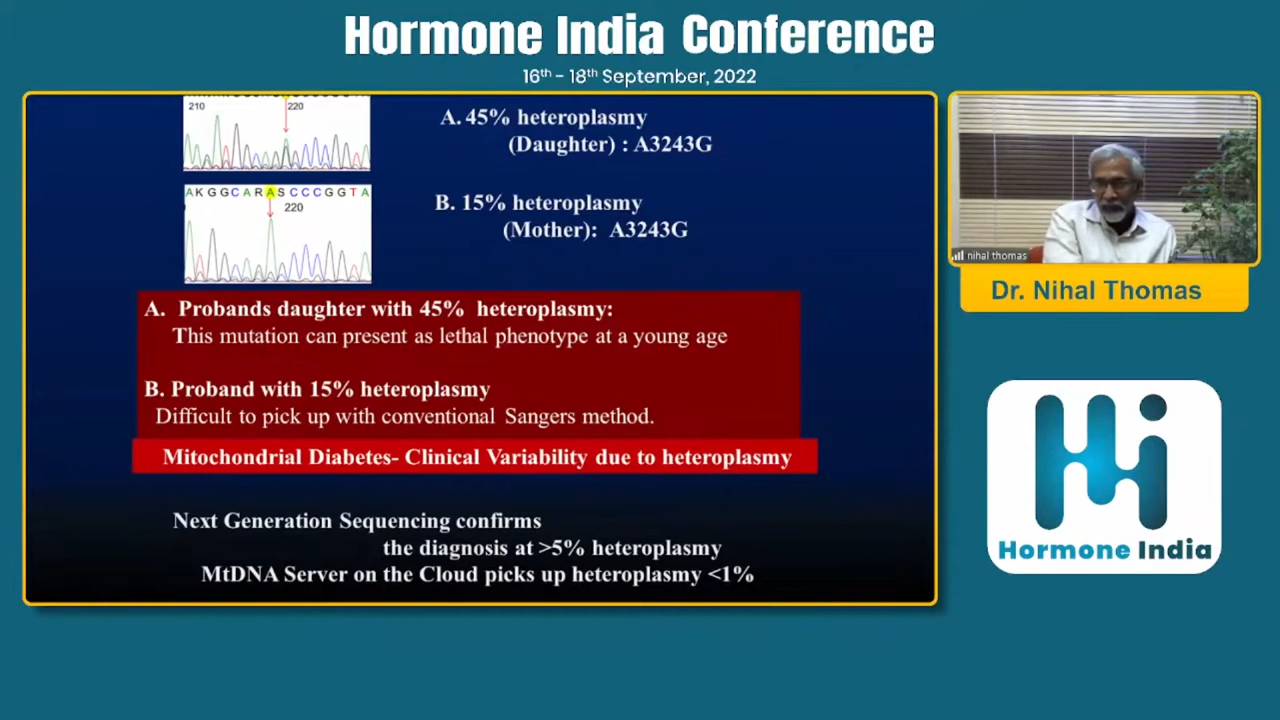 Hormone India Conference
16th - 18th September, 2022
210 220
A. 45% heteroplasmy
(Daughter) : A3243G
AKGGCARASCCCGGTA
220
B. 15% heteroplasmy
(Mother): A3243G
A. Probands daughter with 45% heteroplasmy:
This mutation can present as lethal phenotype at a young age
B. Proband with 15% heteroplasmy
Difficult to pick up with conventional Sangers method.
Mitochondrial Diabetes- Clinical Variability due to heteroplasmy
Next Generation Sequencing confirms
the diagnosis at >5% heteroplasmy
MtDNA Server on the Cloud picks up heteroplasmy <1%
nihal thomas
Dr. Nihal Thomas
Hi
Hormone India